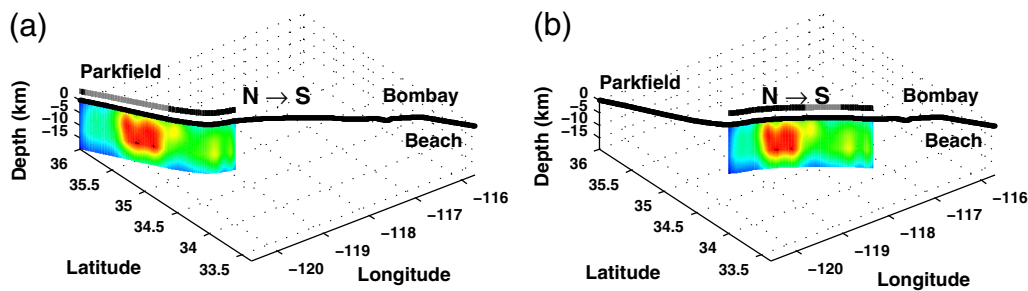 (a)
Parkfield
N → S
Bombay
Beach
0
−5
−10
−15
Depth (km)
36
35.5
35
34.5
34
33.5
Latitude
−120
−119
−118
−117
−116
Longitude
(b)
Parkfield
N → S
Bombay
Beach
0
−5
−10
−15
Depth (km)
36
35.5
35
34.5
34
33.5
Latitude
−120
−119
−118
−117
−116
Longitude